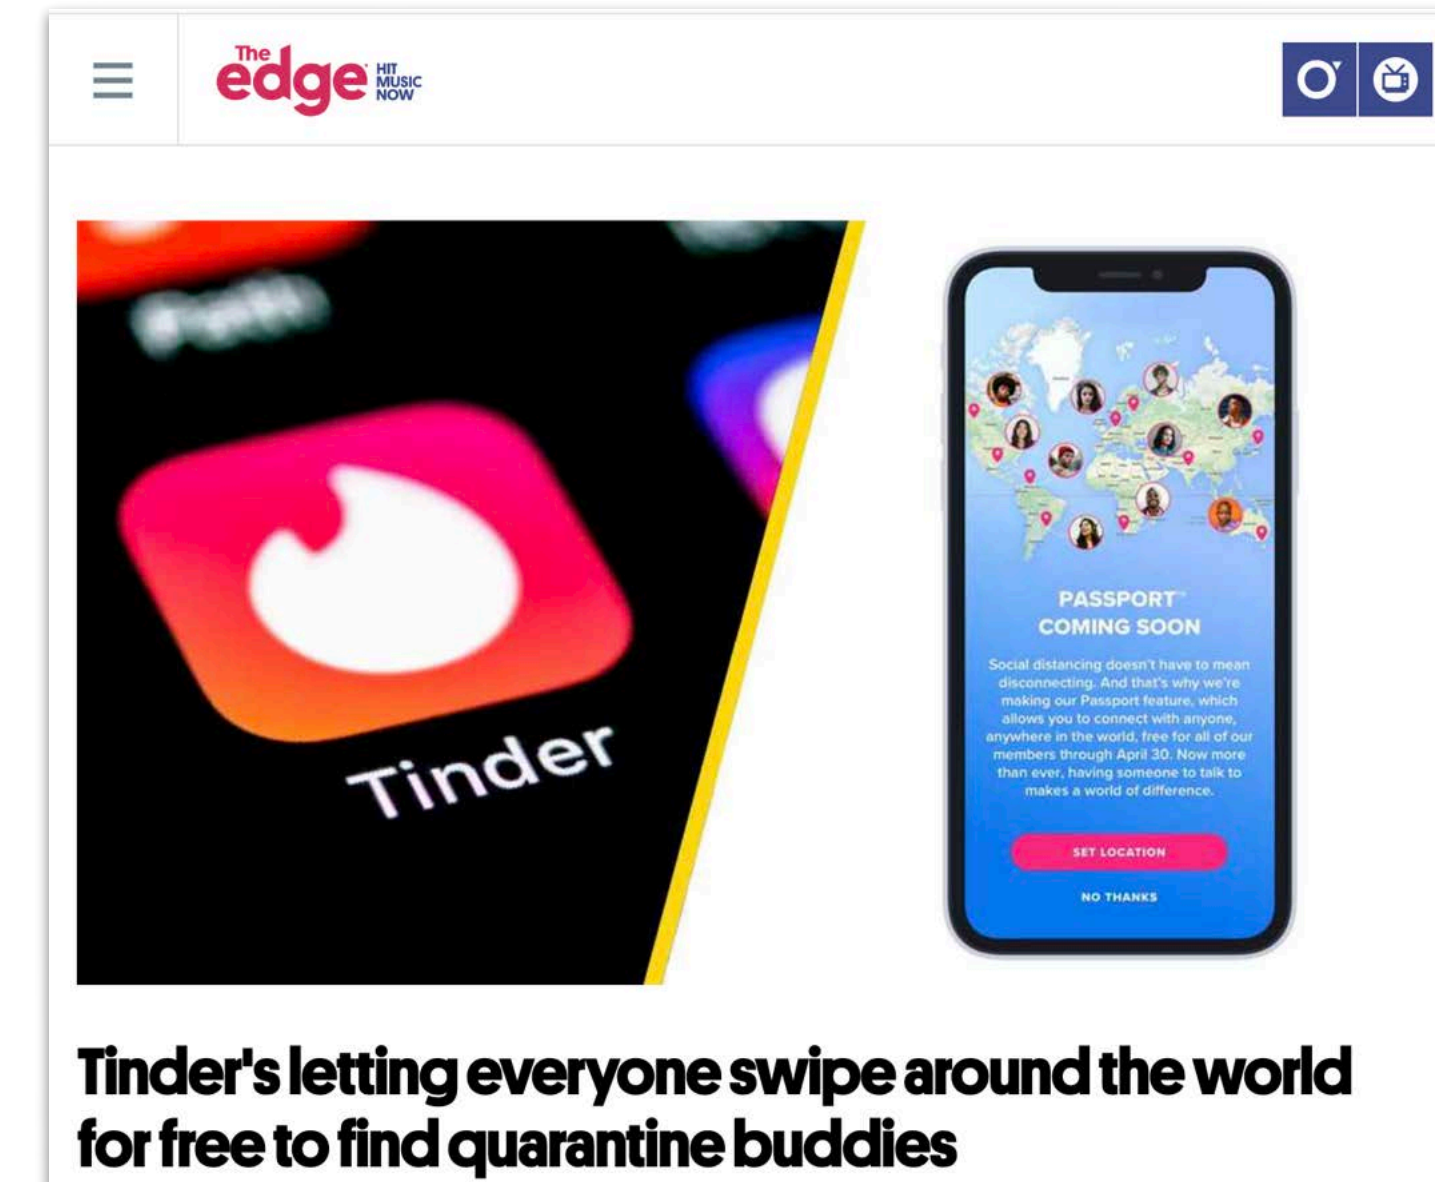 The
edge
HIT
MUSIC
NOW
Tinder
PASSPORT™
COMING SOON
Social distancing doesn't have to mean
disconnecting. And that's why we're
making our Passport feature, which
allows you to connect with anyone,
anywhere in the world, free for all of our
members through April 30. Now more
than ever, having someone to talk to
makes a world of difference.
SET LOCATION
NO THANKS
Tinder's letting everyone swipe around the world
for free to find quarantine buddies